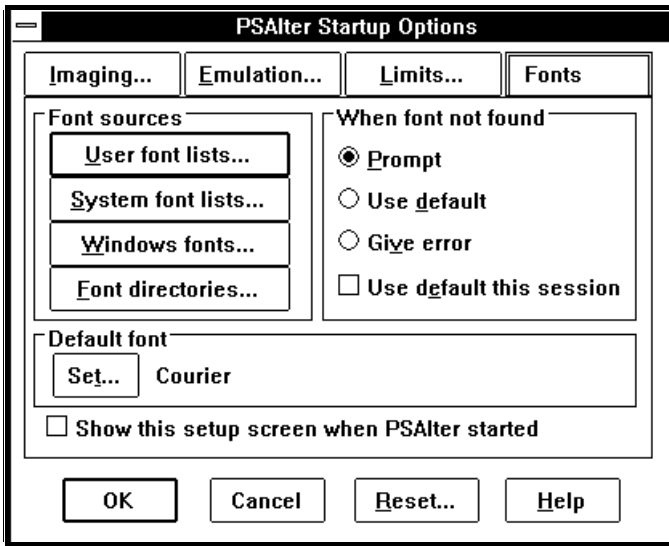 PSAlter Startup Options
Imaging... Emulation... Limits... Fonts
Font sources
User font lists...
System font lists...
Windows fonts...
Font directories...
When font not found
Prompt
Use default
Give error
Use default this session
Default font
Set... Courier
Show this setup screen when PSAlter started
OK Cancel Reset... Help